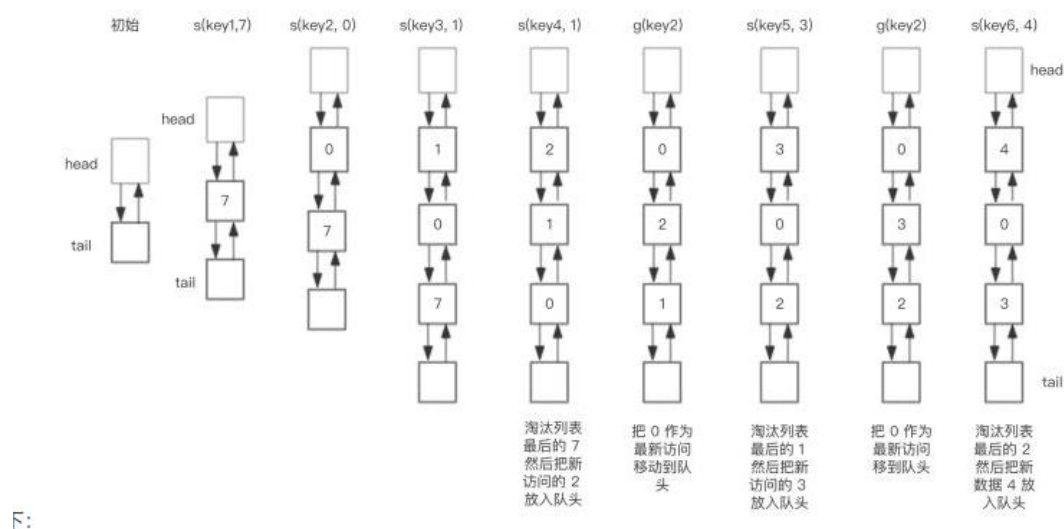 初始 s(key1,7) s(key2, 0) s(key3, 1) s(key4, 1) g(key2) s(key5, 3) g(key2) s(key6, 4)
head
0 1 2 0 3 0 4
head
head
7
7 0 1 2 0 3 0
tail
tail
7 0 1 2 2 3
tail
淘汰列表
最后的 7
然后把新
访问的 2
放入队头
把 0 作为
最新访问
移动到队
头
淘汰列表
最后的 1
然后把新
访问的 3
放入队头
把 0 作为
最新访问
移到队头
淘汰列表
最后的 2
然后把新
数据 4 放
入队头
下: